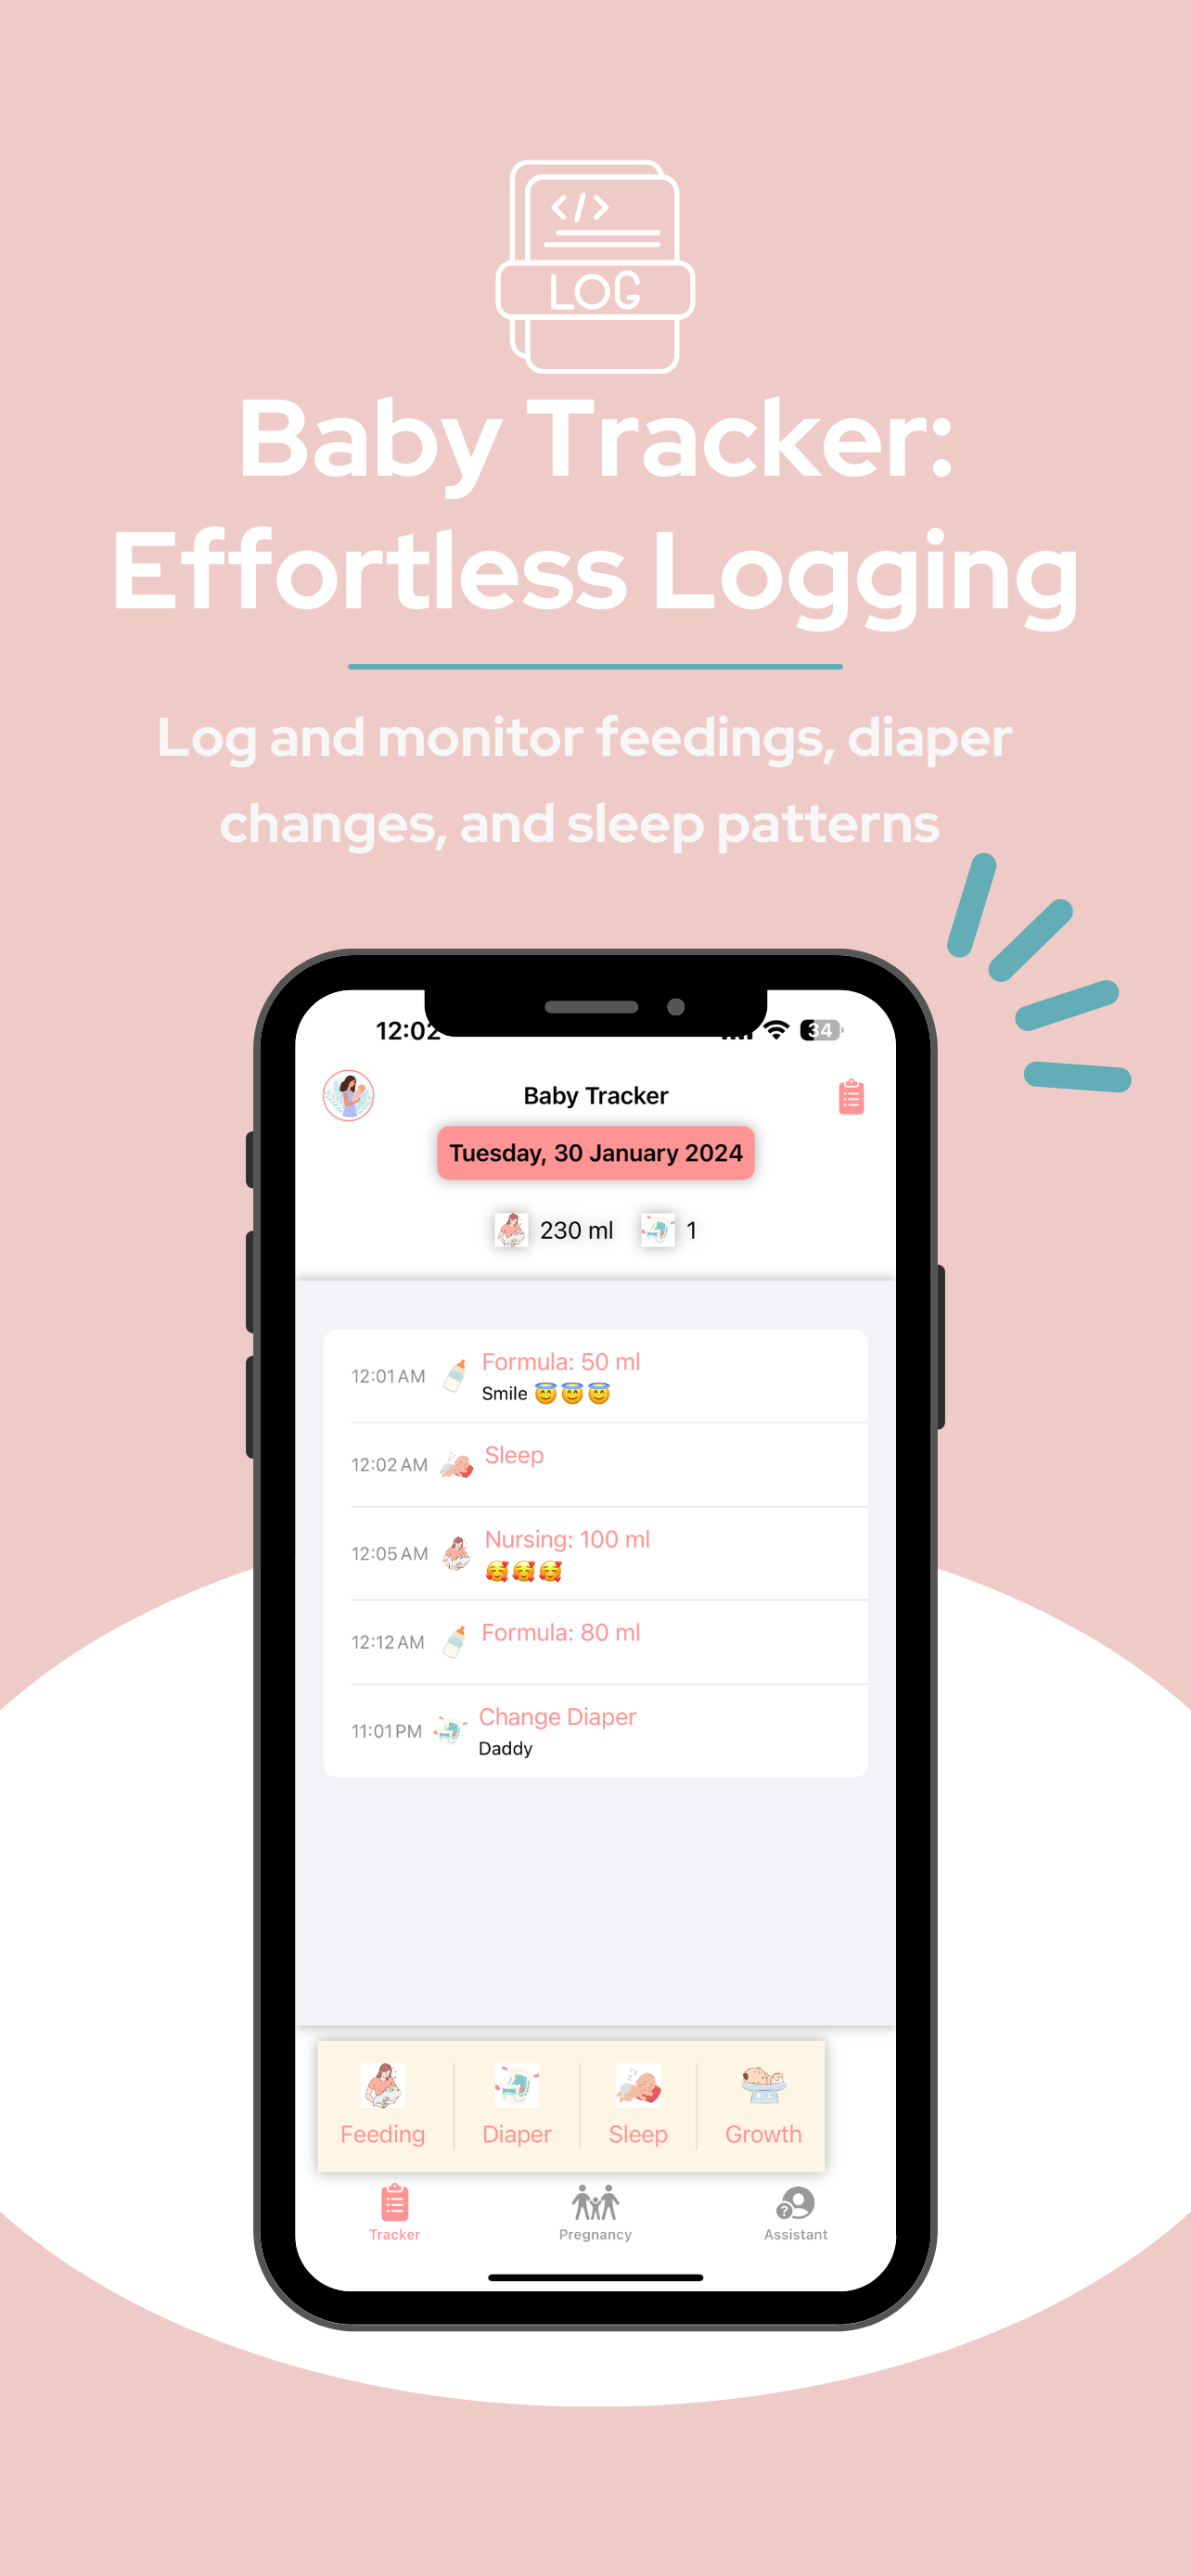 </>
LOG
Baby Tracker:
Effortless Logging
Log and monitor feedings, diaper
changes, and sleep patterns
12:02
34
Baby Tracker
Tuesday, 30 January 2024
230 ml 1
12:01 AM Formula: 50 ml
Smile 😇😇😇
12:02 AM Sleep
12:05 AM Nursing: 100 ml
🥰🥰🥰
12:12 AM Formula: 80 ml
11:01 PM Change Diaper
Daddy
Feeding Diaper Sleep Growth
Tracker Pregnancy Assistant